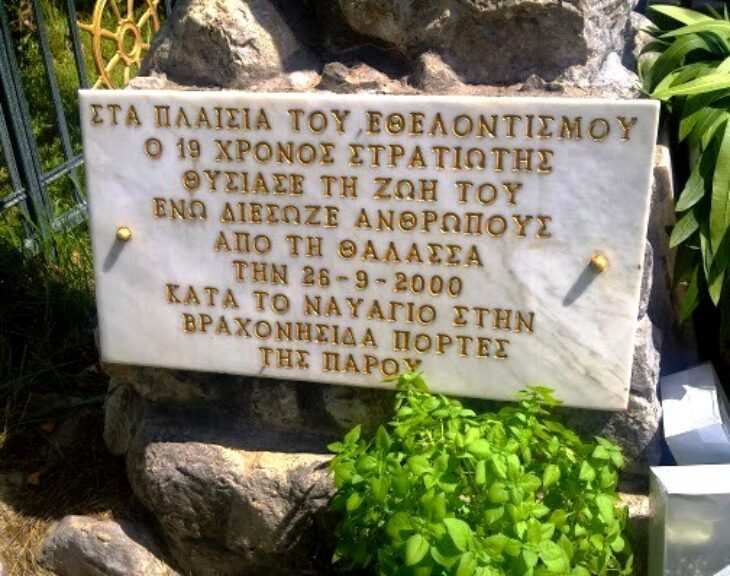 ΣΤΑ ΠΛΑΙΣΙΑ ΤΟΥ ΕΘΕΛΟΝΤΙΣΜΟΥ
Ο 19 ΧΡΟΝΟΣ ΣΤΡΑΤΙΩΤΗΣ
ΘΥΣΙΑΣΕ ΤΗ ΖΩΗ ΤΟΥ
ΕΝΩ ΔΙΕΣΩΖΕ ΑΝΘΡΩΠΟΥΣ
ΑΠΟ ΤΗ ΘΑΛΑΣΣΑ
ΤΗΝ 26-9-2000
ΚΑΤΑ ΤΟ ΝΑΥΑΓΙΟ ΣΤΗΝ
ΒΡΑΧΟΝΗΣΙΔΑ ΠΟΡΤΕΣ
ΤΗΣ ΠΑΡΟΥ